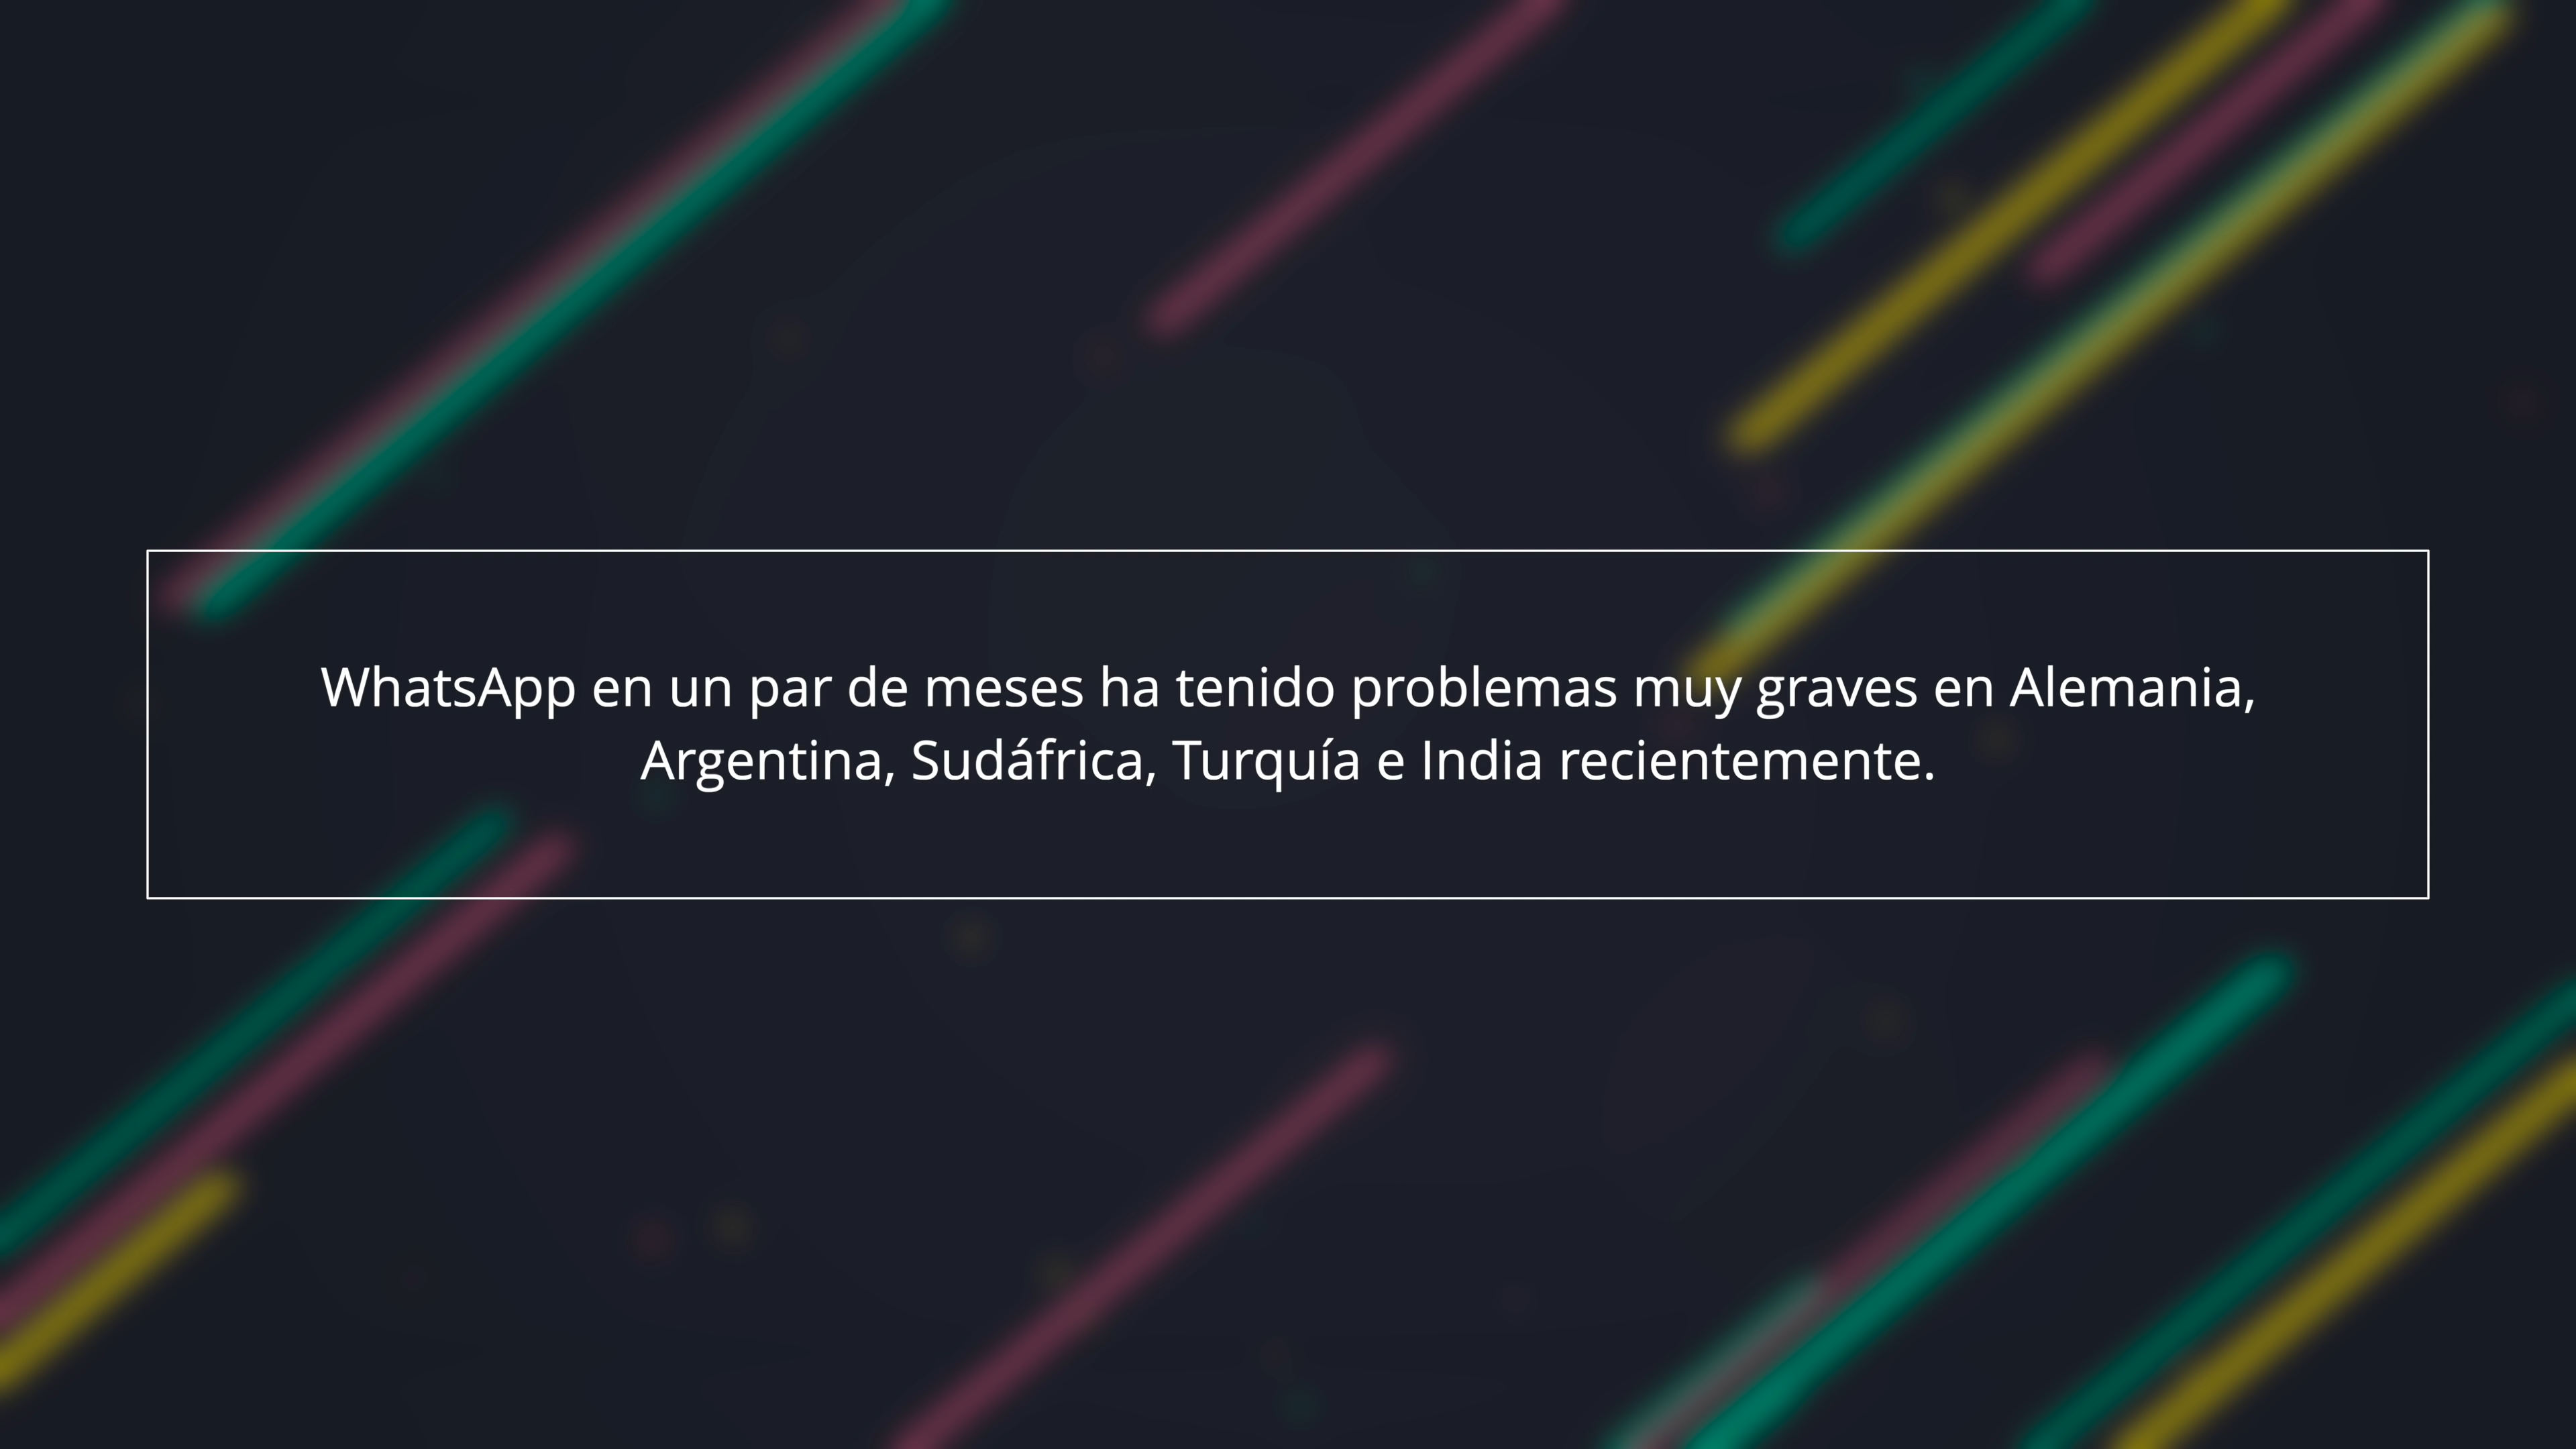 WhatsApp en un par de meses ha tenido problemas muy graves en Alemania,
Argentina, Sudáfrica, Turquía e India recientemente.